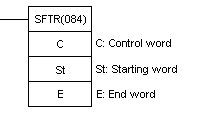 SFTR(084)
C C: Control word
St St: Starting word
E E: End word